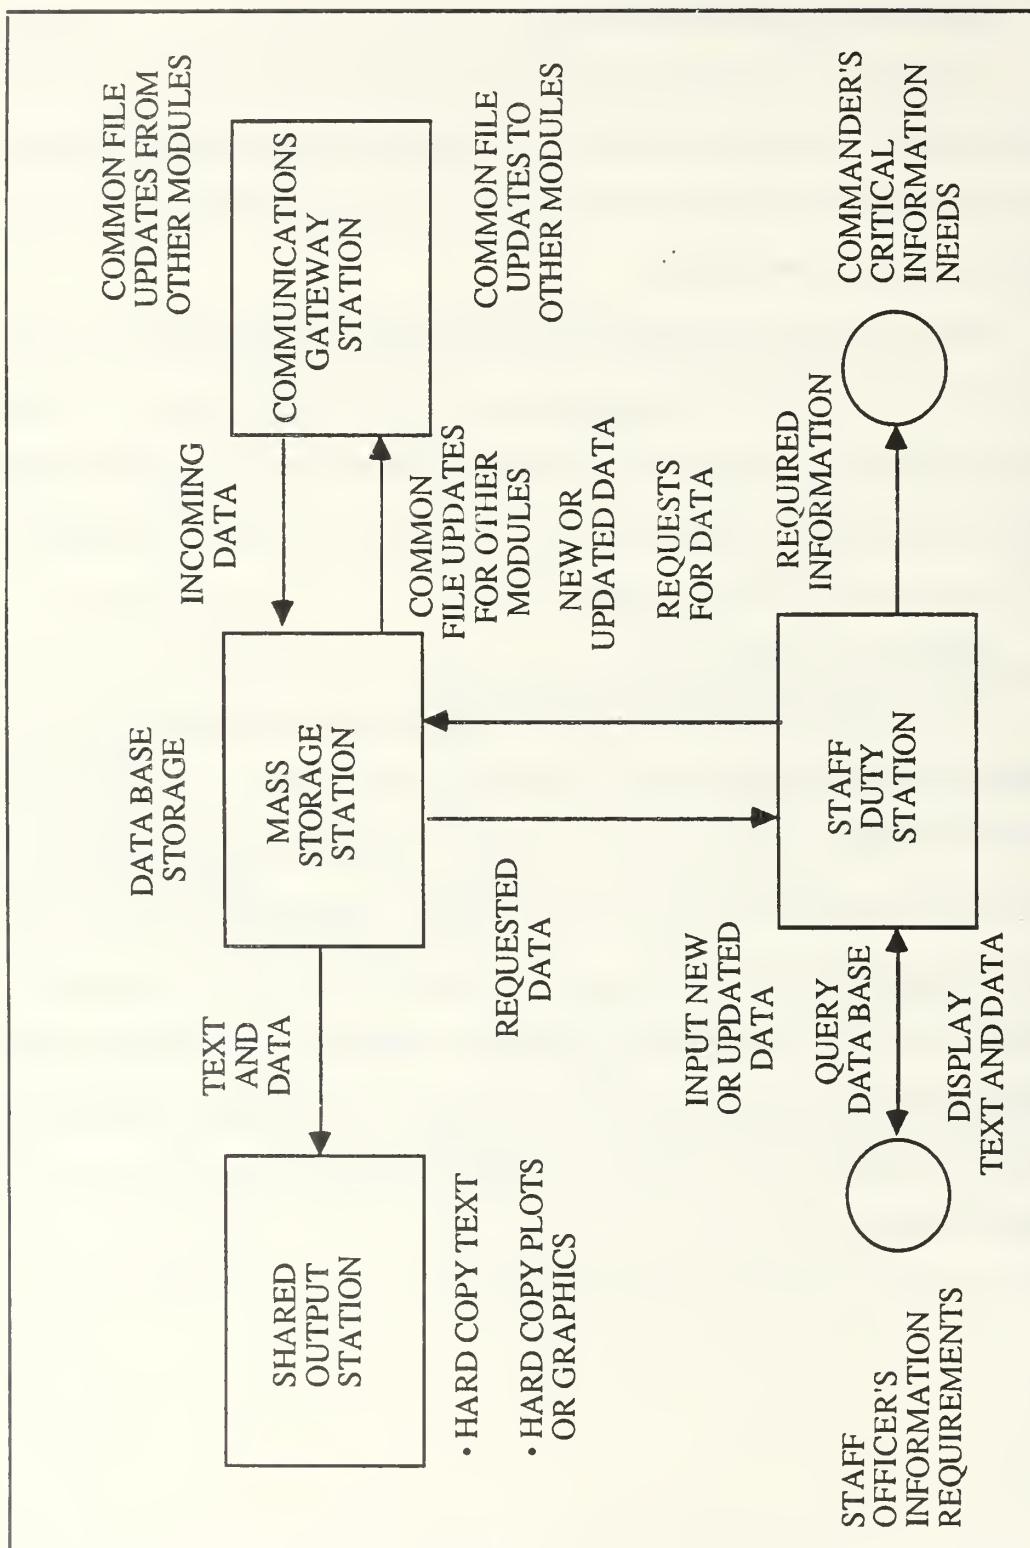 SHARED
OUTPUT
STATION
• HARD COPY TEXT
• HARD COPY PLOTS
OR GRAPHICS
TEXT
AND
DATA
DATA BASE
STORAGE
MASS
STORAGE
STATION
INCOMING
DATA
COMMON
FILE UPDATES
FOR OTHER
MODULES
COMMON FILE
UPDATES FROM
OTHER MODULES
COMMUNICATIONS
GATEWAY
STATION
COMMON FILE
UPDATES TO
OTHER MODULES
REQUESTED
DATA
NEW OR
UPDATED DATA
REQUESTS
FOR DATA
STAFF
OFFICER'S
INFORMATION
REQUIREMENTS
INPUT NEW
OR UPDATED
DATA
QUERY
DATA BASE
DISPLAY
TEXT AND DATA
STAFF
DUTY
STATION
REQUIRED
INFORMATION
COMMANDER'S
CRITICAL
INFORMATION
NEEDS